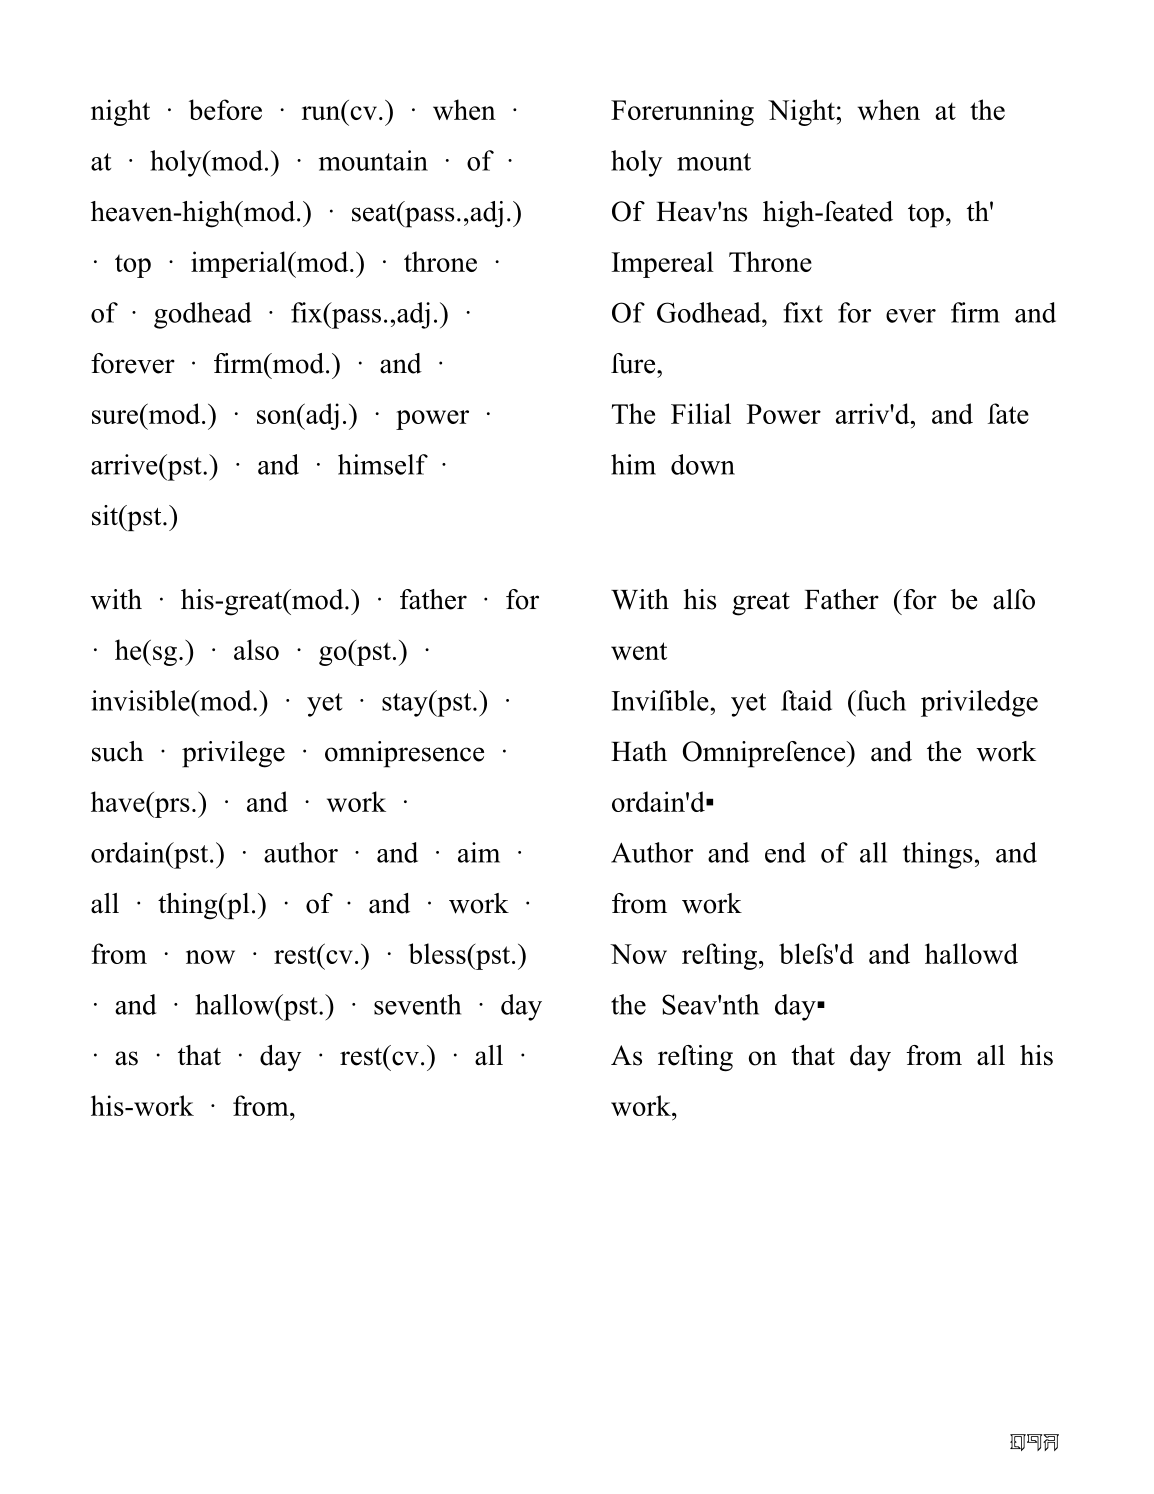 night · before · run(cv.) · when ·
at · holy(mod.) · mountain · of ·
heaven-high(mod.) · seat(pass.,adj.)
· top · imperial(mod.) · throne ·
of · godhead · fix(pass.,adj.) ·
forever · firm(mod.) · and ·
sure(mod.) · son(adj.) · power ·
arrive(pst.) · and · himself ·
sit(pst.)
Forerunning Night; when at the
holy mount
Of Heav'ns high-ſeated top, th'
Impereal Throne
Of Godhead, fixt for ever firm and
ſure,
The Filial Power arriv'd, and ſate
him down
with · his-great(mod.) · father · for
· he(sg.) · also · go(pst.) ·
invisible(mod.) · yet · stay(pst.) ·
such · privilege · omnipresence ·
have(prs.) · and · work ·
ordain(pst.) · author · and · aim ·
all · thing(pl.) · of · and · work ·
from · now · rest(cv.) · bless(pst.)
· and · hallow(pst.) · seventh · day
· as · that · day · rest(cv.) · all ·
his-work · from,
With his great Father (for be alſo
went
Inviſible, yet ſtaid (ſuch priviledge
Hath Omnipreſence) and the work
ordain'd▪
Author and end of all things, and
from work
Now reſting, bleſs'd and hallowd
the Seav'nth day▪
As reſting on that day from all his
work,